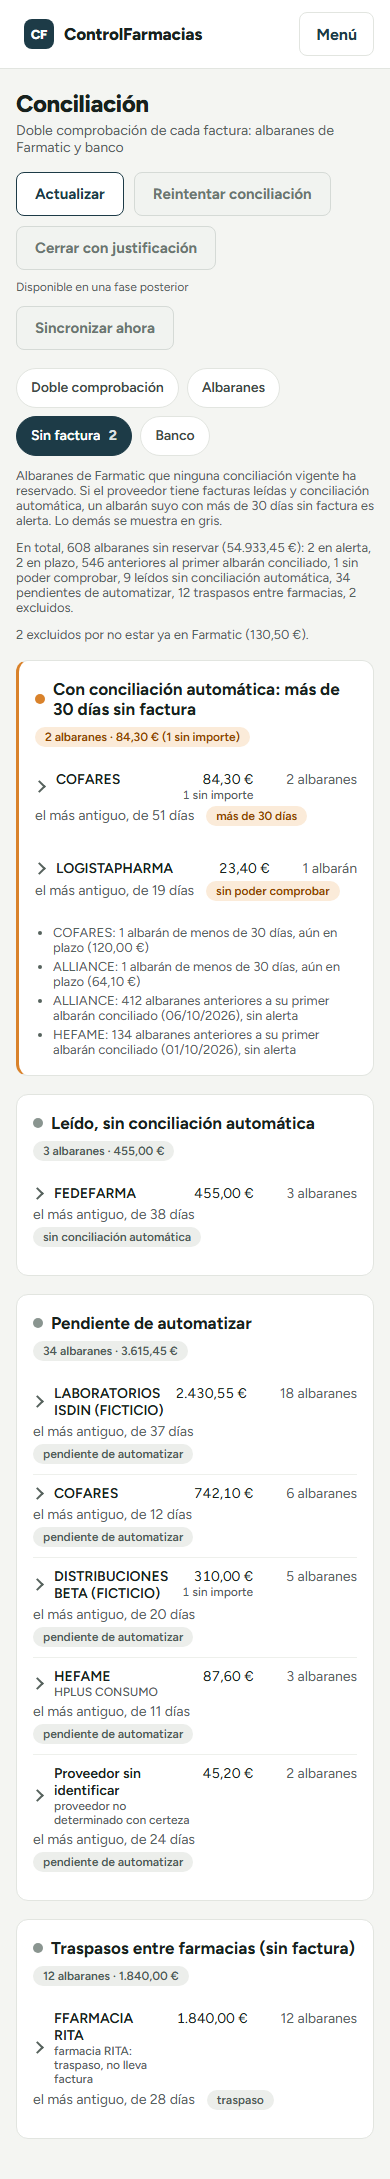 CF ControlFarmacias Menú
Conciliación
Doble comprobación de cada factura: albaranes de
Farmatic y banco
Actualizar Reintentar conciliación
Cerrar con justificación
Disponible en una fase posterior
Sincronizar ahora
Doble comprobación Albaranes
Sin factura 2 Banco
Albaranes de Farmatic que ninguna conciliación vigente ha
reservado. Si el proveedor tiene facturas leídas y conciliación
automática, un albarán suyo con más de 30 días sin factura es
alerta. Lo demás se muestra en gris.
En total, 608 albaranes sin reservar (54.933,45 €): 2 en alerta,
2 en plazo, 546 anteriores al primer albarán conciliado, 1 sin
poder comprobar, 9 leídos sin conciliación automática, 34
pendientes de automatizar, 12 traspasos entre farmacias, 2
excluidos.
2 excluidos por no estar ya en Farmatic (130,50 €).
Con conciliación automática: más de
30 días sin factura
2 albaranes · 84,30 € (1 sin importe)
COFARES 84,30 € 2 albaranes
1 sin importe
el más antiguo, de 51 días más de 30 días
LOGISTAPHARMA 23,40 € 1 albarán
el más antiguo, de 19 días sin poder comprobar
• COFARES: 1 albarán de menos de 30 días, aún en
plazo (120,00 €)
• ALLIANCE: 1 albarán de menos de 30 días, aún en
plazo (64,10 €)
• ALLIANCE: 412 albaranes anteriores a su primer
albarán conciliado (06/10/2026), sin alerta
• HEFAME: 134 albaranes anteriores a su primer
albarán conciliado (01/10/2026), sin alerta
Leído, sin conciliación automática
3 albaranes · 455,00 €
FEDEFARMA 455,00 € 3 albaranes
el más antiguo, de 38 días
sin conciliación automática
Pendiente de automatizar
34 albaranes · 3.615,45 €
LABORATORIOS 2.430,55 € 18 albaranes
ISDIN (FICTICIO)
el más antiguo, de 37 días
pendiente de automatizar
COFARES 742,10 € 6 albaranes
el más antiguo, de 12 días
pendiente de automatizar
DISTRIBUCIONES 310,00 € 5 albaranes
BETA (FICTICIO) 1 sin importe
el más antiguo, de 20 días
pendiente de automatizar
HEFAME 87,60 € 3 albaranes
HPLUS CONSUMO
el más antiguo, de 11 días
pendiente de automatizar
Proveedor sin 45,20 € 2 albaranes
identificar
proveedor no
determinado con certeza
el más antiguo, de 24 días
pendiente de automatizar
Traspasos entre farmacias (sin factura)
12 albaranes · 1.840,00 €
FFARMACIA 1.840,00 € 12 albaranes
RITA
farmacia RITA:
traspaso, no lleva
factura
el más antiguo, de 28 días traspaso